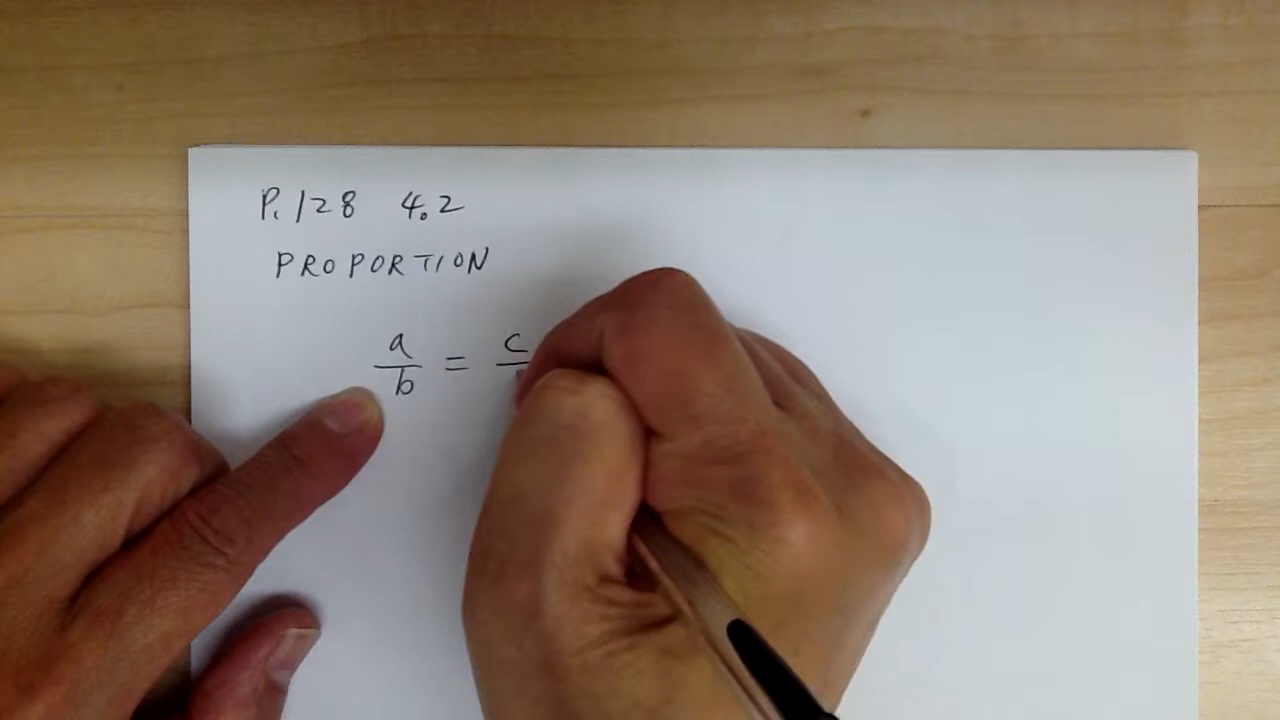 P. 128 4.2
PROPORTION
a/b = c/